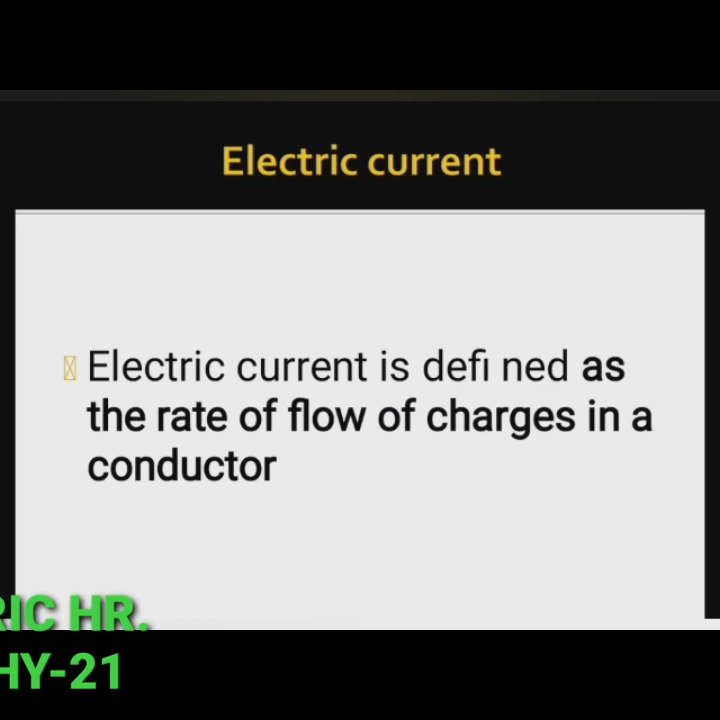 Electric current
Electric current is defi ned as
the rate of flow of charges in a
conductor
RIC HR.
HY-21